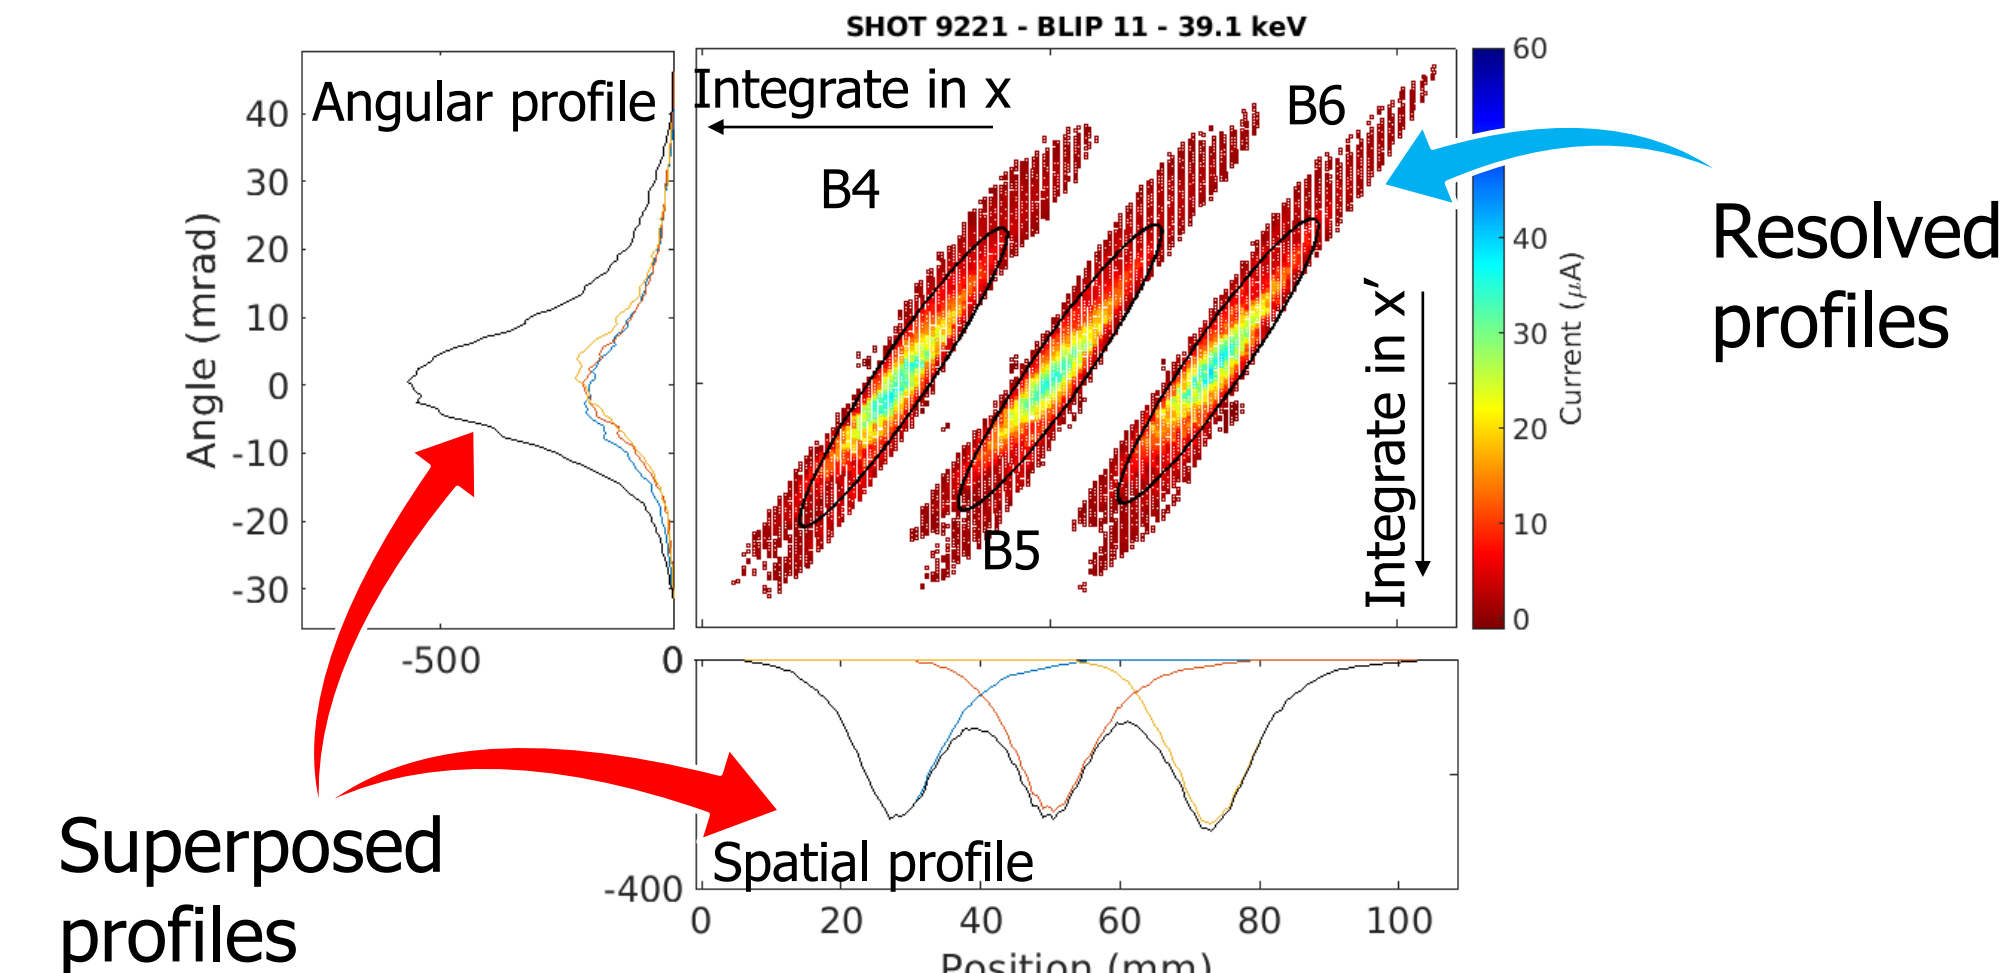 SHOT 9221 - BLIP 11 - 39.1 keV
Angular profile
Integrate in x
B4
B5
B6
Integrate in x’
Resolved
profiles
Superposed
profiles
Spatial profile
Angle (mrad)
40
30
20
10
0
-10
-20
-30
-500
0
-400
0
20
40
60
80
100
Position (mm)
60
40
30
20
10
0
Current (μA)